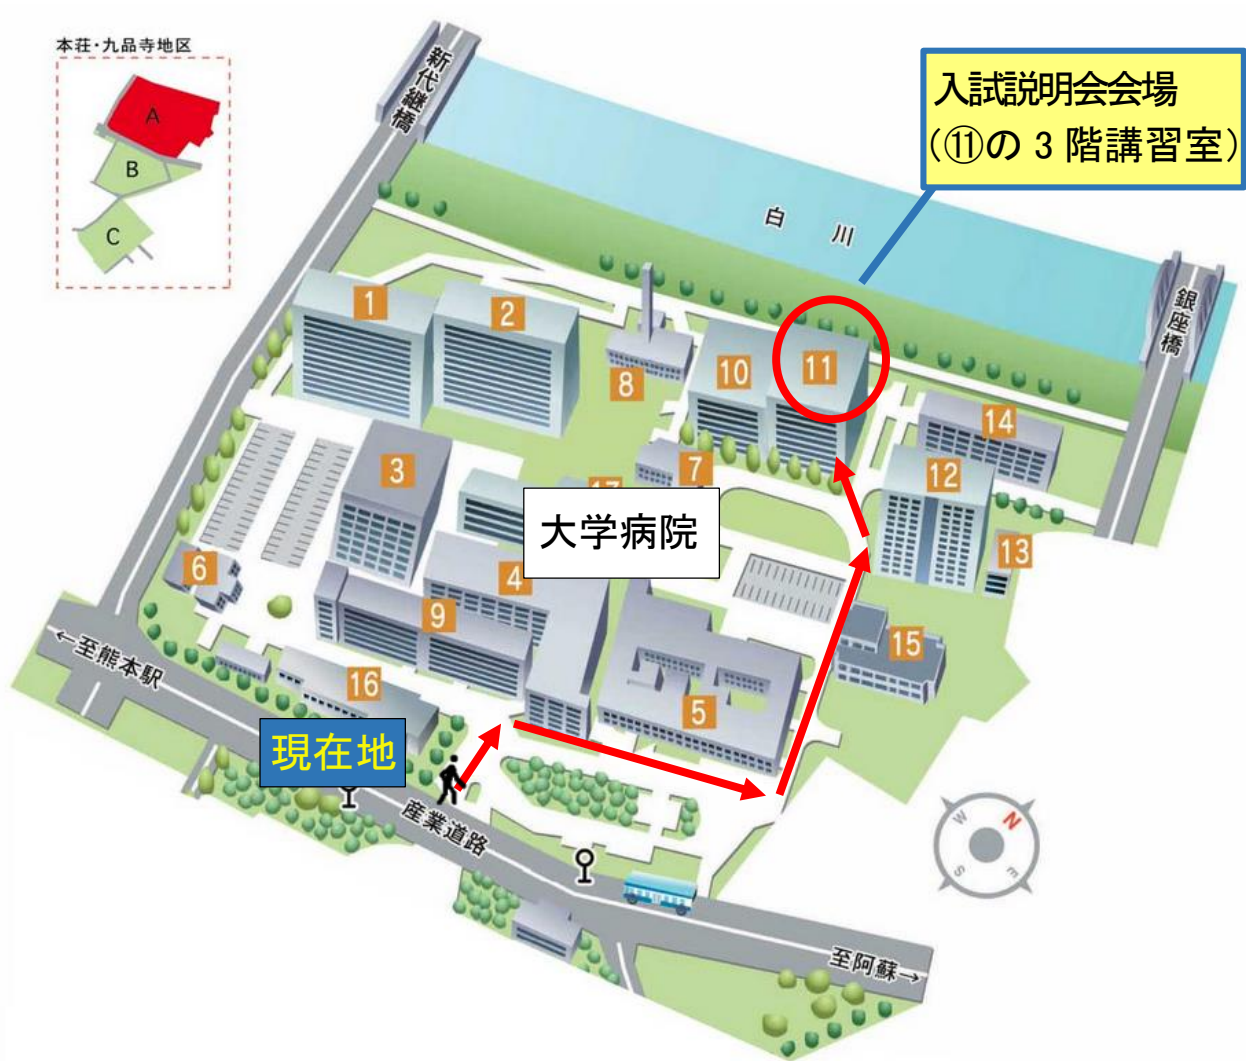 本荘・九品寺地区
A
B
C
新代継橋
入試説明会会場
(⑪の3階講習室)
白川
銀座橋
1
2
8
10
11
14
3
7
12
17
大学病院
13
6
4
9
15
←至熊本駅
16
5
現在地
産業道路
N
W
S
E
至阿蘇→